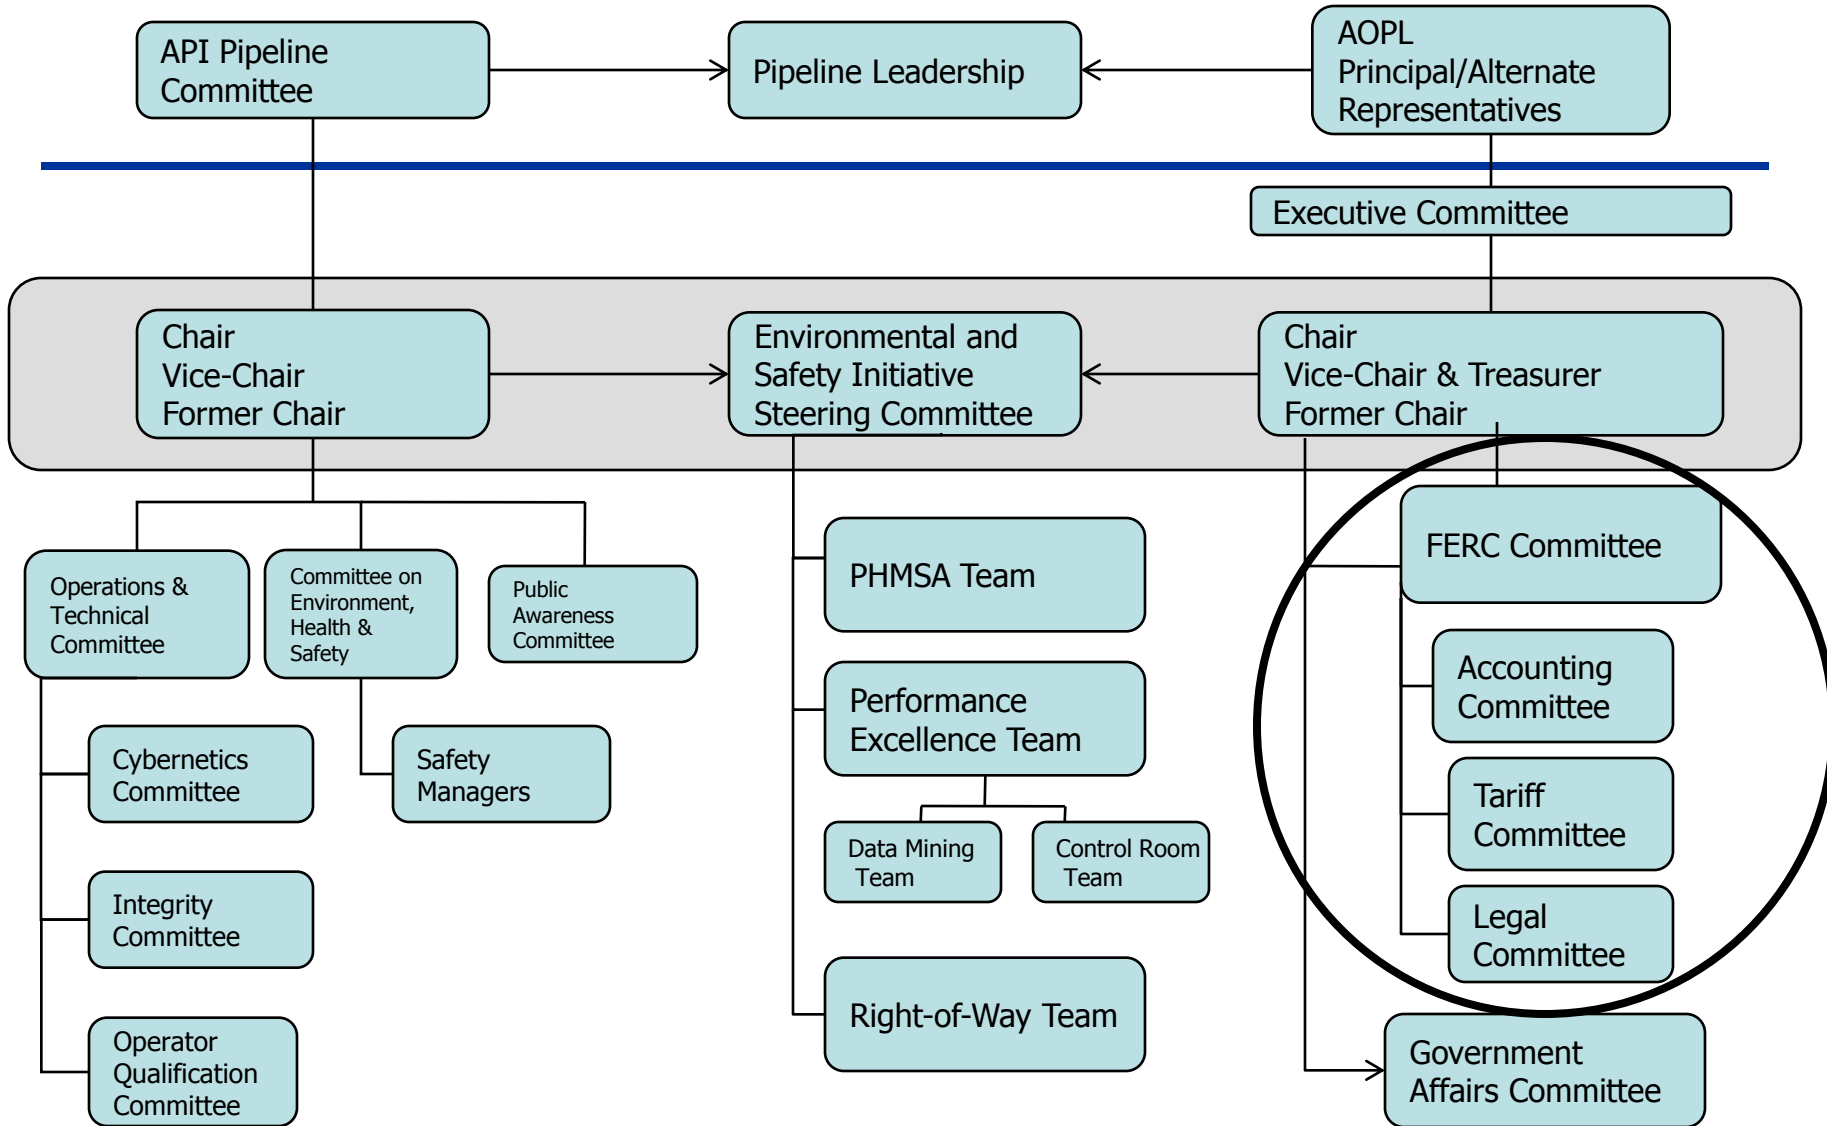 API Pipeline
Committee
Pipeline Leadership
AOPL
Principal/Alternate
Representatives
Executive Committee
Chair
Vice-Chair
Former Chair
Environmental and
Safety Initiative
Steering Committee
Chair
Vice-Chair & Treasurer
Former Chair
Operations &
Technical
Committee
Committee on
Environment,
Health &
Safety
Public
Awareness
Committee
Cybernetics
Committee
Safety
Managers
Integrity
Committee
Operator
Qualification
Committee
PHMSA Team
Performance
Excellence Team
Data Mining
Team
Control Room
Team
Right-of-Way Team
FERC Committee
Accounting
Committee
Tariff
Committee
Legal
Committee
Government
Affairs Committee